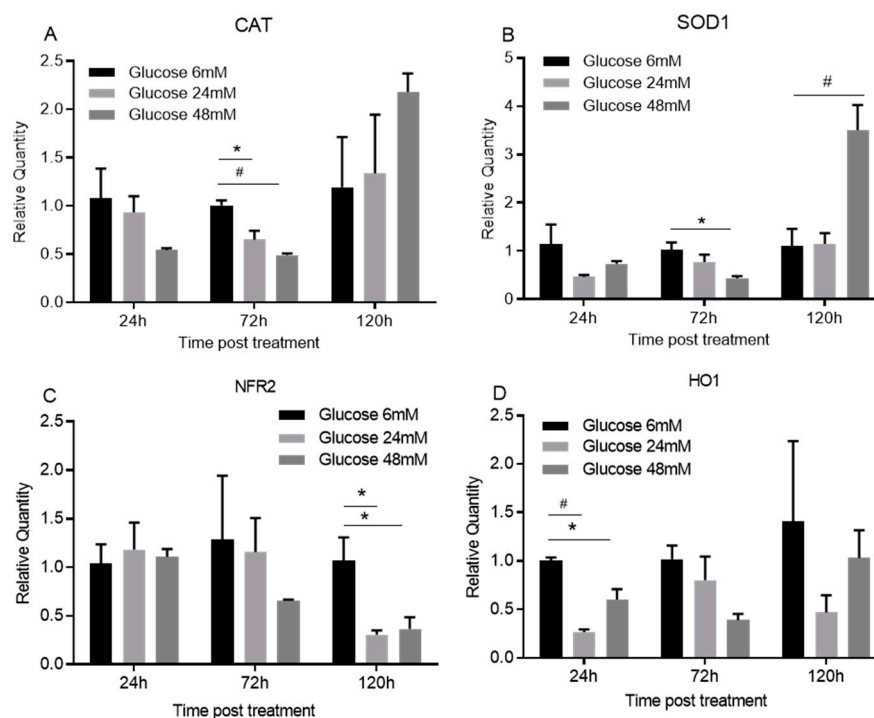 A
CAT
Glucose 6mM
Glucose 24mM
Glucose 48mM
Relative Quantity
2.5
2.0
1.5
1.0
0.5
0.0
*
#
24h
72h
120h
Time post treatment
B
SOD1
Glucose 6mM
Glucose 24mM
Glucose 48mM
Relative Quantity
5
4
3
2
1
0
#
*
24h
72h
120h
Time post treatment
C
NFR2
Glucose 6mM
Glucose 24mM
Glucose 48mM
Relative Quantity
2.5
2.0
1.5
1.0
0.5
0.0
*
*
24h
72h
120h
Time post treatment
D
HO1
Glucose 6mM
Glucose 24mM
Glucose 48mM
Relative Quantity
2.5
2.0
1.5
1.0
0.5
0.0
#
*
24h
72h
120h
Time post treatment